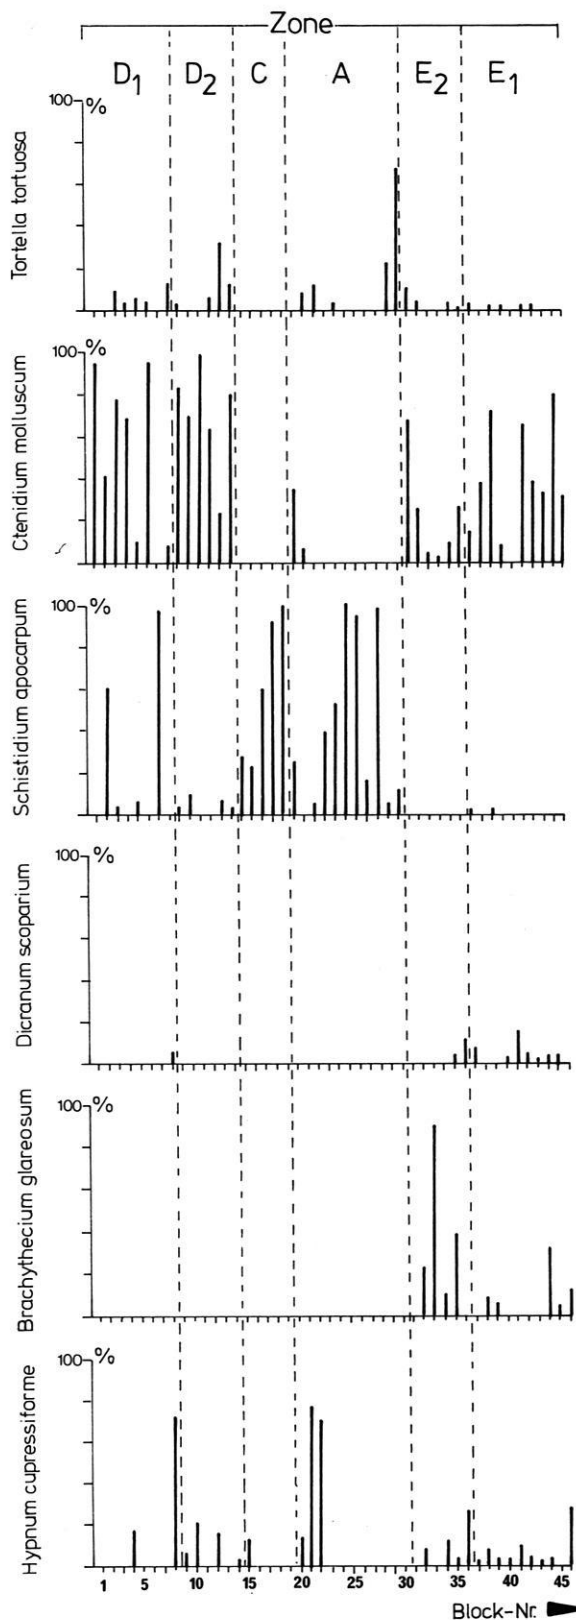 Zone
D1 D2 C A E2 E1
100 %
Tortella tortuosa
100 %
Ctenidium molluscum
100 %
Schistidium apocarpum
100 %
Dicranum scoparium
100 %
Brachythecium glareosum
100 %
Hypnum cupressiforme
1 5 10 15 20 25 30 35 40 45
Block-Nr.